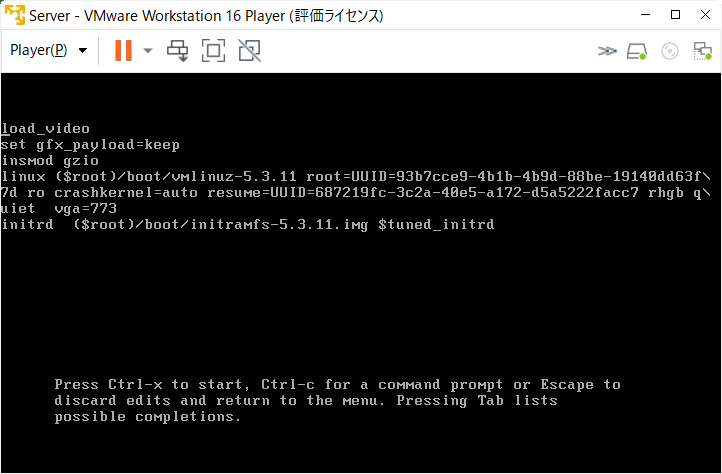 Server - VMware Workstation 16 Player (評価ライセンス)
Player(P)
load_video
set gfx_payload=keep
insmod gzio
linux ($root)/boot/vmlinuz-5.3.11 root=UUID=93b7cce9-4b1b-4b9d-88be-19140dd63f\
7d ro crashkernel=auto resume=UUID=687219fc-3c2a-40e5-a172-d5a5222facc7 rhgb q\
uiet  vga=773
initrd  ($root)/boot/initramfs-5.3.11.img $tuned_initrd
Press Ctrl-x to start, Ctrl-c for a command prompt or Escape to
discard edits and return to the menu. Pressing Tab lists
possible completions.